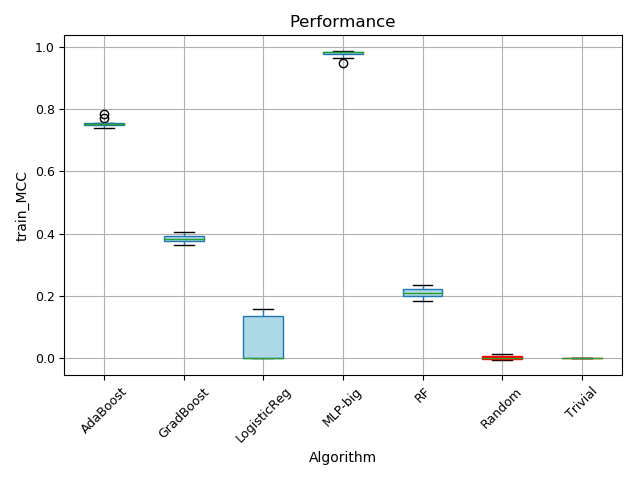 Performance
train_MCC
1.0
0.8
0.6
0.4
0.2
0.0
AdaBoost
GradBoost
LogisticReg
MLP-big
RF
Random
Trivial
Algorithm